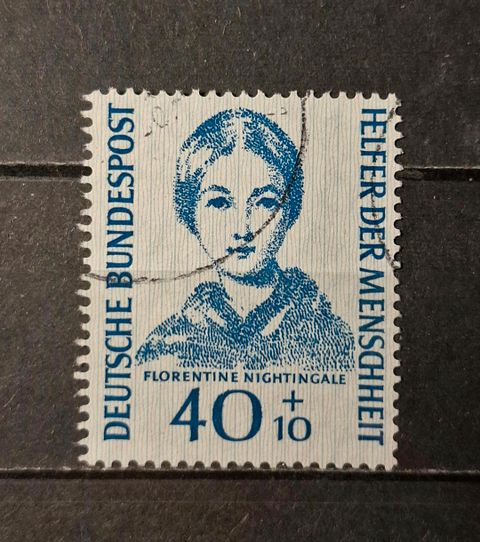 DEUTSCHE BUNDESPOST
HELFER DER MENSCHHEIT
FLORENTINE NIGHTINGALE
40 + 10